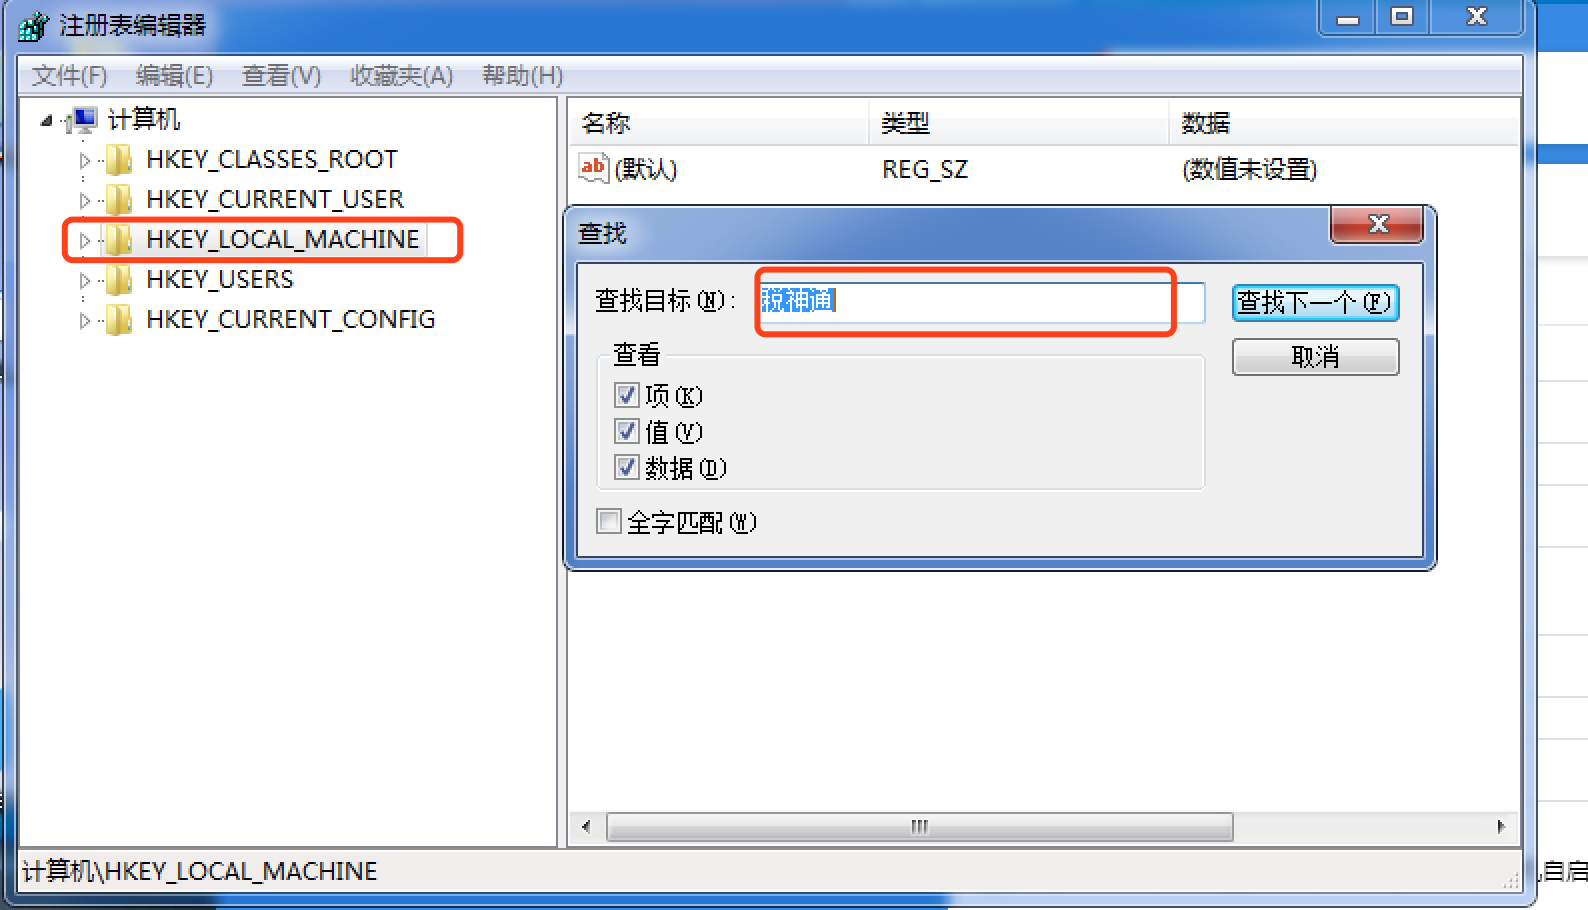 注册表编辑器
文件(F) 编辑(E) 查看(V) 收藏夹(A) 帮助(H)
计算机
HKEY_CLASSES_ROOT
HKEY_CURRENT_USER
HKEY_LOCAL_MACHINE
HKEY_USERS
HKEY_CURRENT_CONFIG
名称 类型 数据
ab (默认) REG_SZ (数值未设置)
查找
查找目标(N): 税神通
查找下一个(F)
取消
查看
项(K)
值(V)
数据(D)
全字匹配(W)
计算机\HKEY_LOCAL_MACHINE
自启